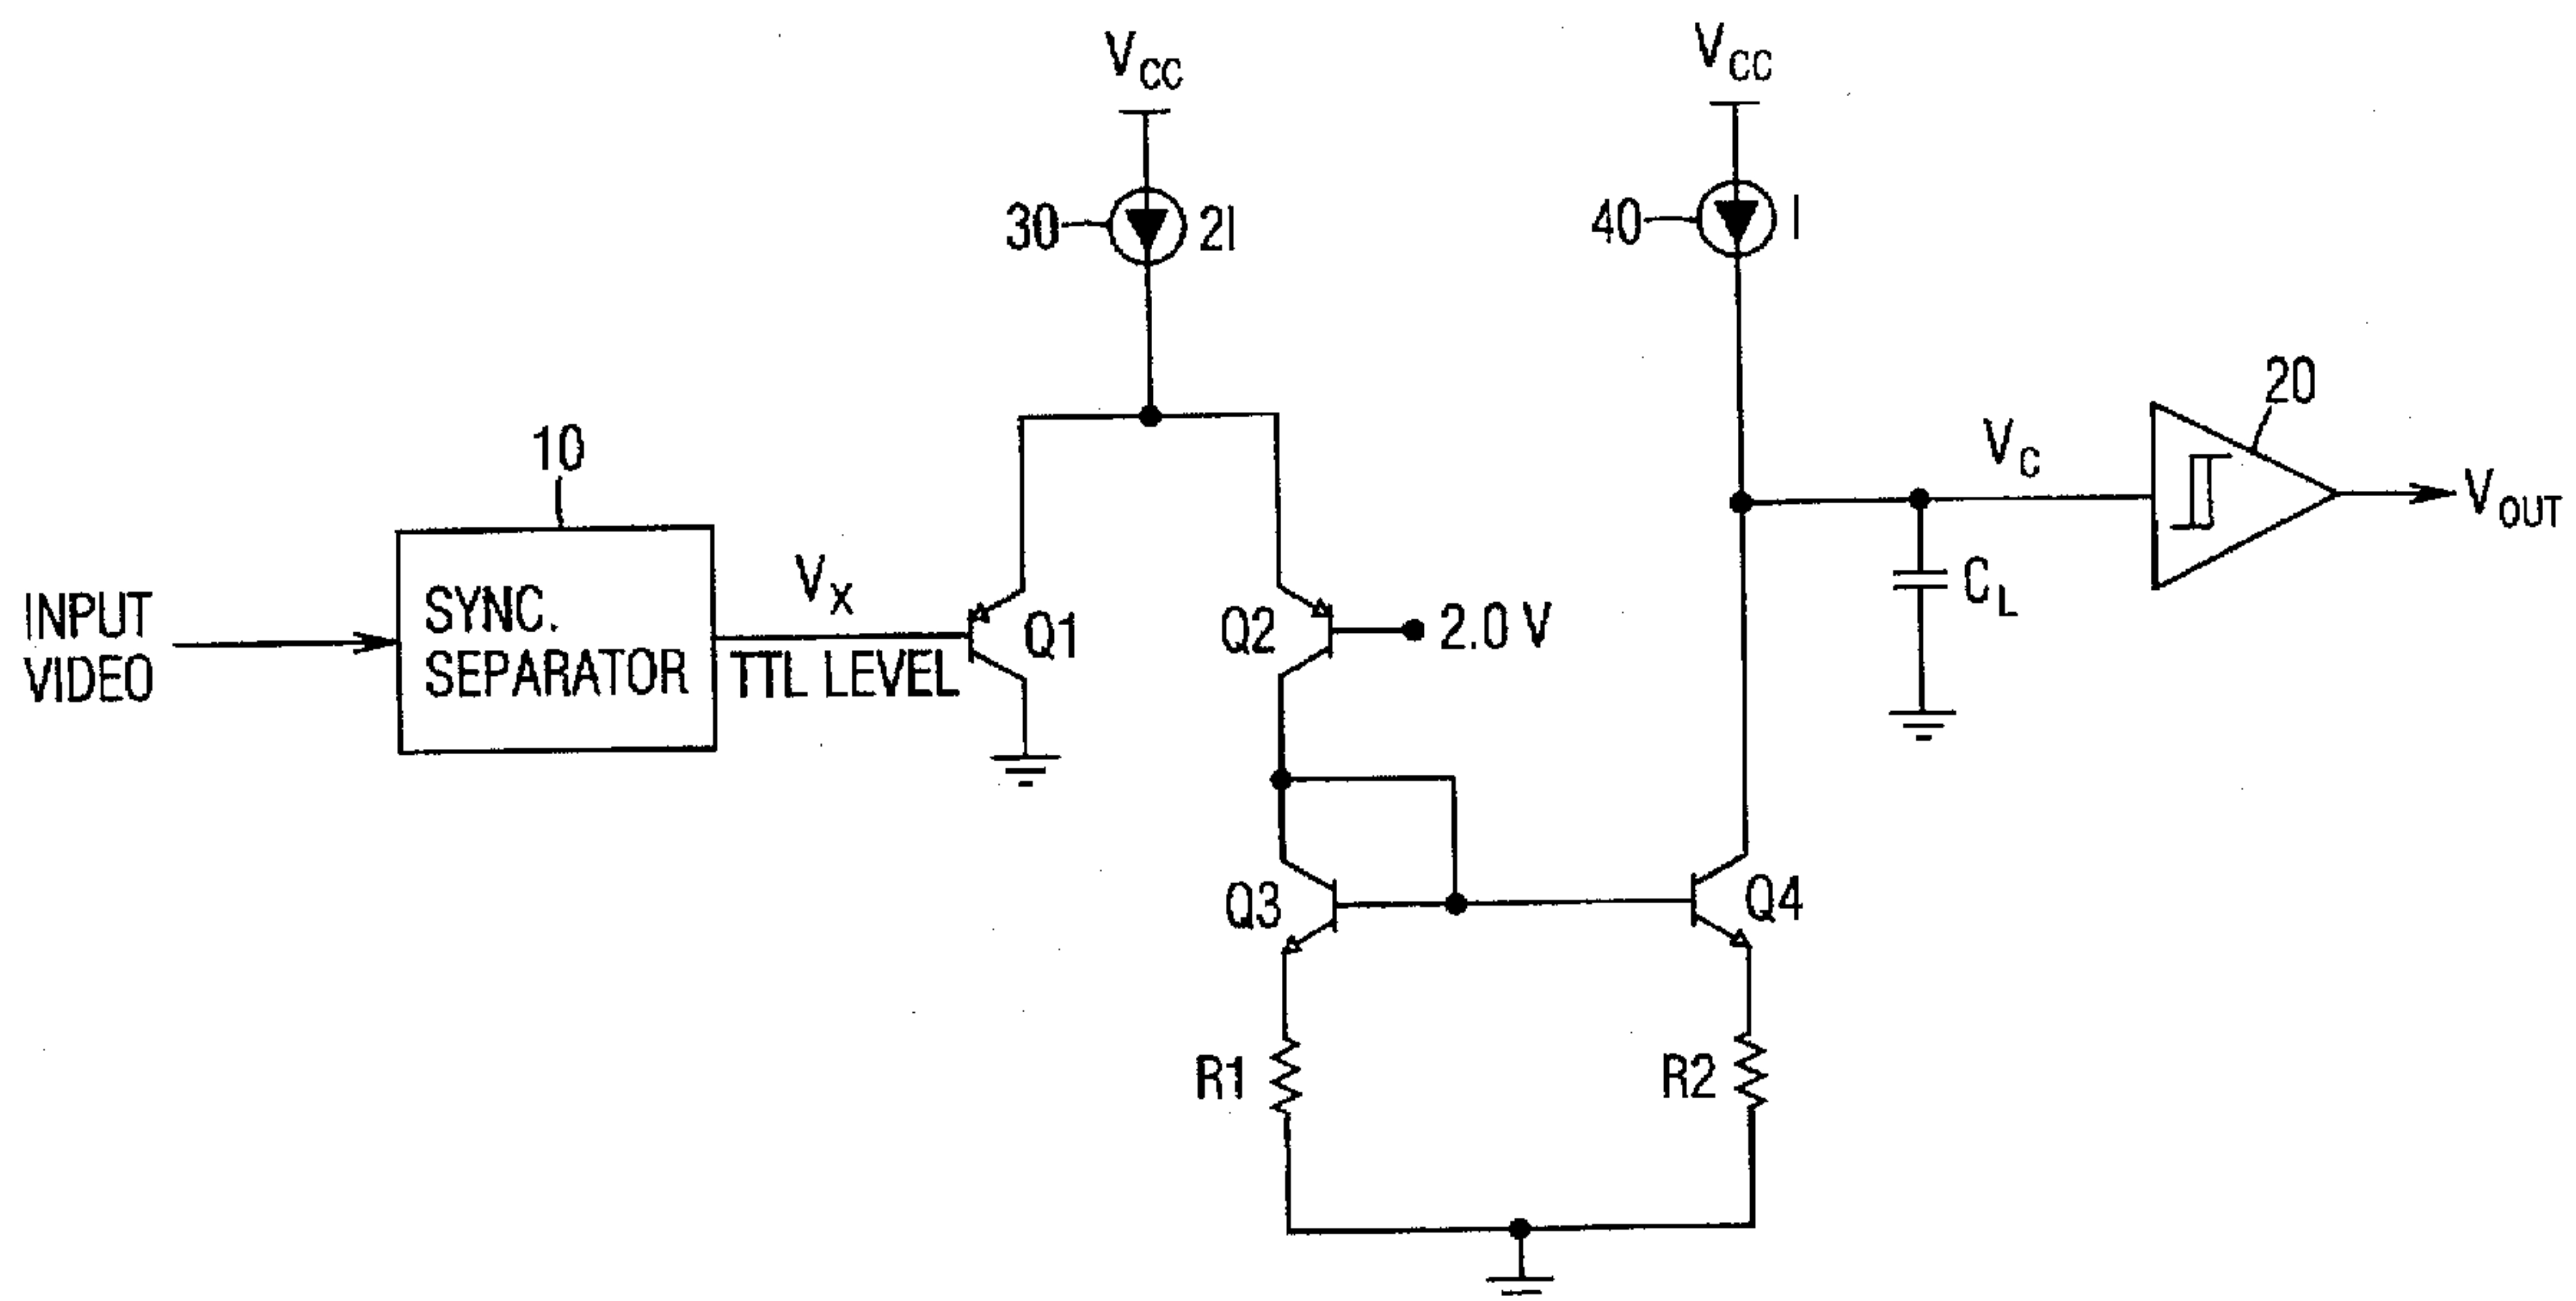 VCC
VCC
30
2I
40
I
20
10
VC
VOUT
VX
INPUT
VIDEO
SYNC.
SEPARATOR
TTL LEVEL
Q1
Q2
2.0 V
CL
Q3
Q4
R1
R2